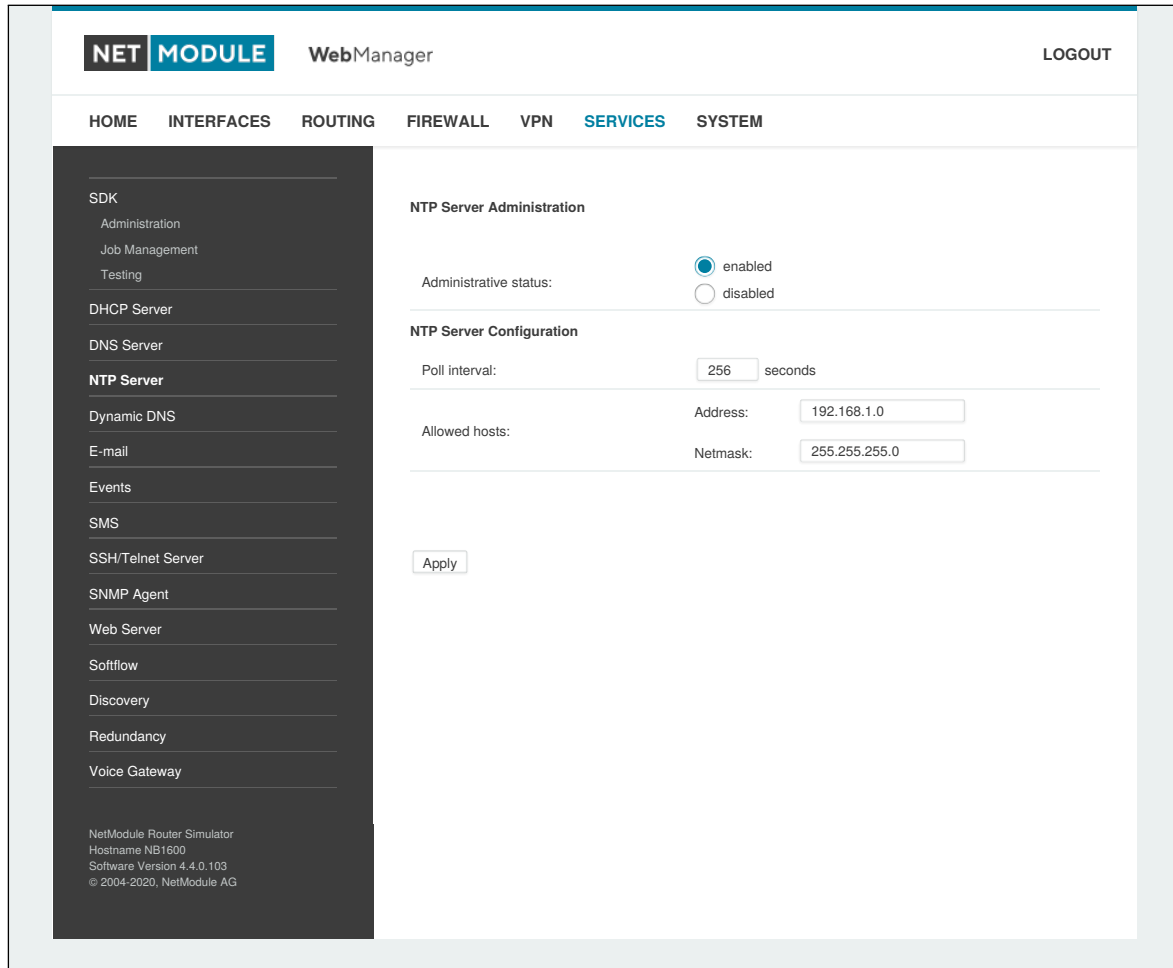 NET MODULE WebManager LOGOUT
HOME INTERFACES ROUTING FIREWALL VPN SERVICES SYSTEM
SDK
Administration
Job Management
Testing
DHCP Server
DNS Server
NTP Server
Dynamic DNS
E-mail
Events
SMS
SSH/Telnet Server
SNMP Agent
Web Server
Softflow
Discovery
Redundancy
Voice Gateway
NetModule Router Simulator
Hostname NB1600
Software Version 4.4.0.103
© 2004-2020, NetModule AG
NTP Server Administration
Administrative status:
enabled
disabled
NTP Server Configuration
Poll interval: 256 seconds
Allowed hosts:
Address: 192.168.1.0
Netmask: 255.255.255.0
Apply